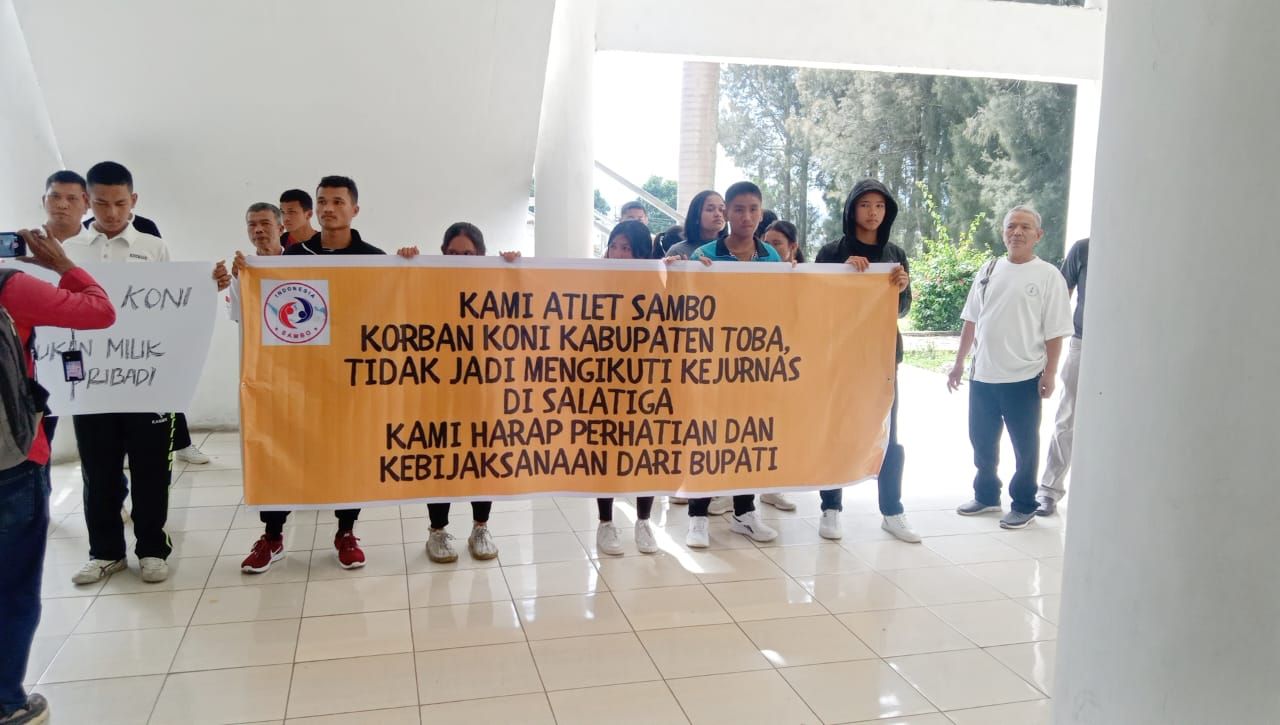 KONI
UKAN MILIK
RIBADI
INDONESIA
SAMBO
KAMI ATLET SAMBO
KORBAN KONI KABUPATEN TOBA,
TIDAK JADI MENGIKUTI KEJURNAS
DI SALATIGA
KAMI HARAP PERHATIAN DAN
KEBIJAKSANAAN DARI BUPATI